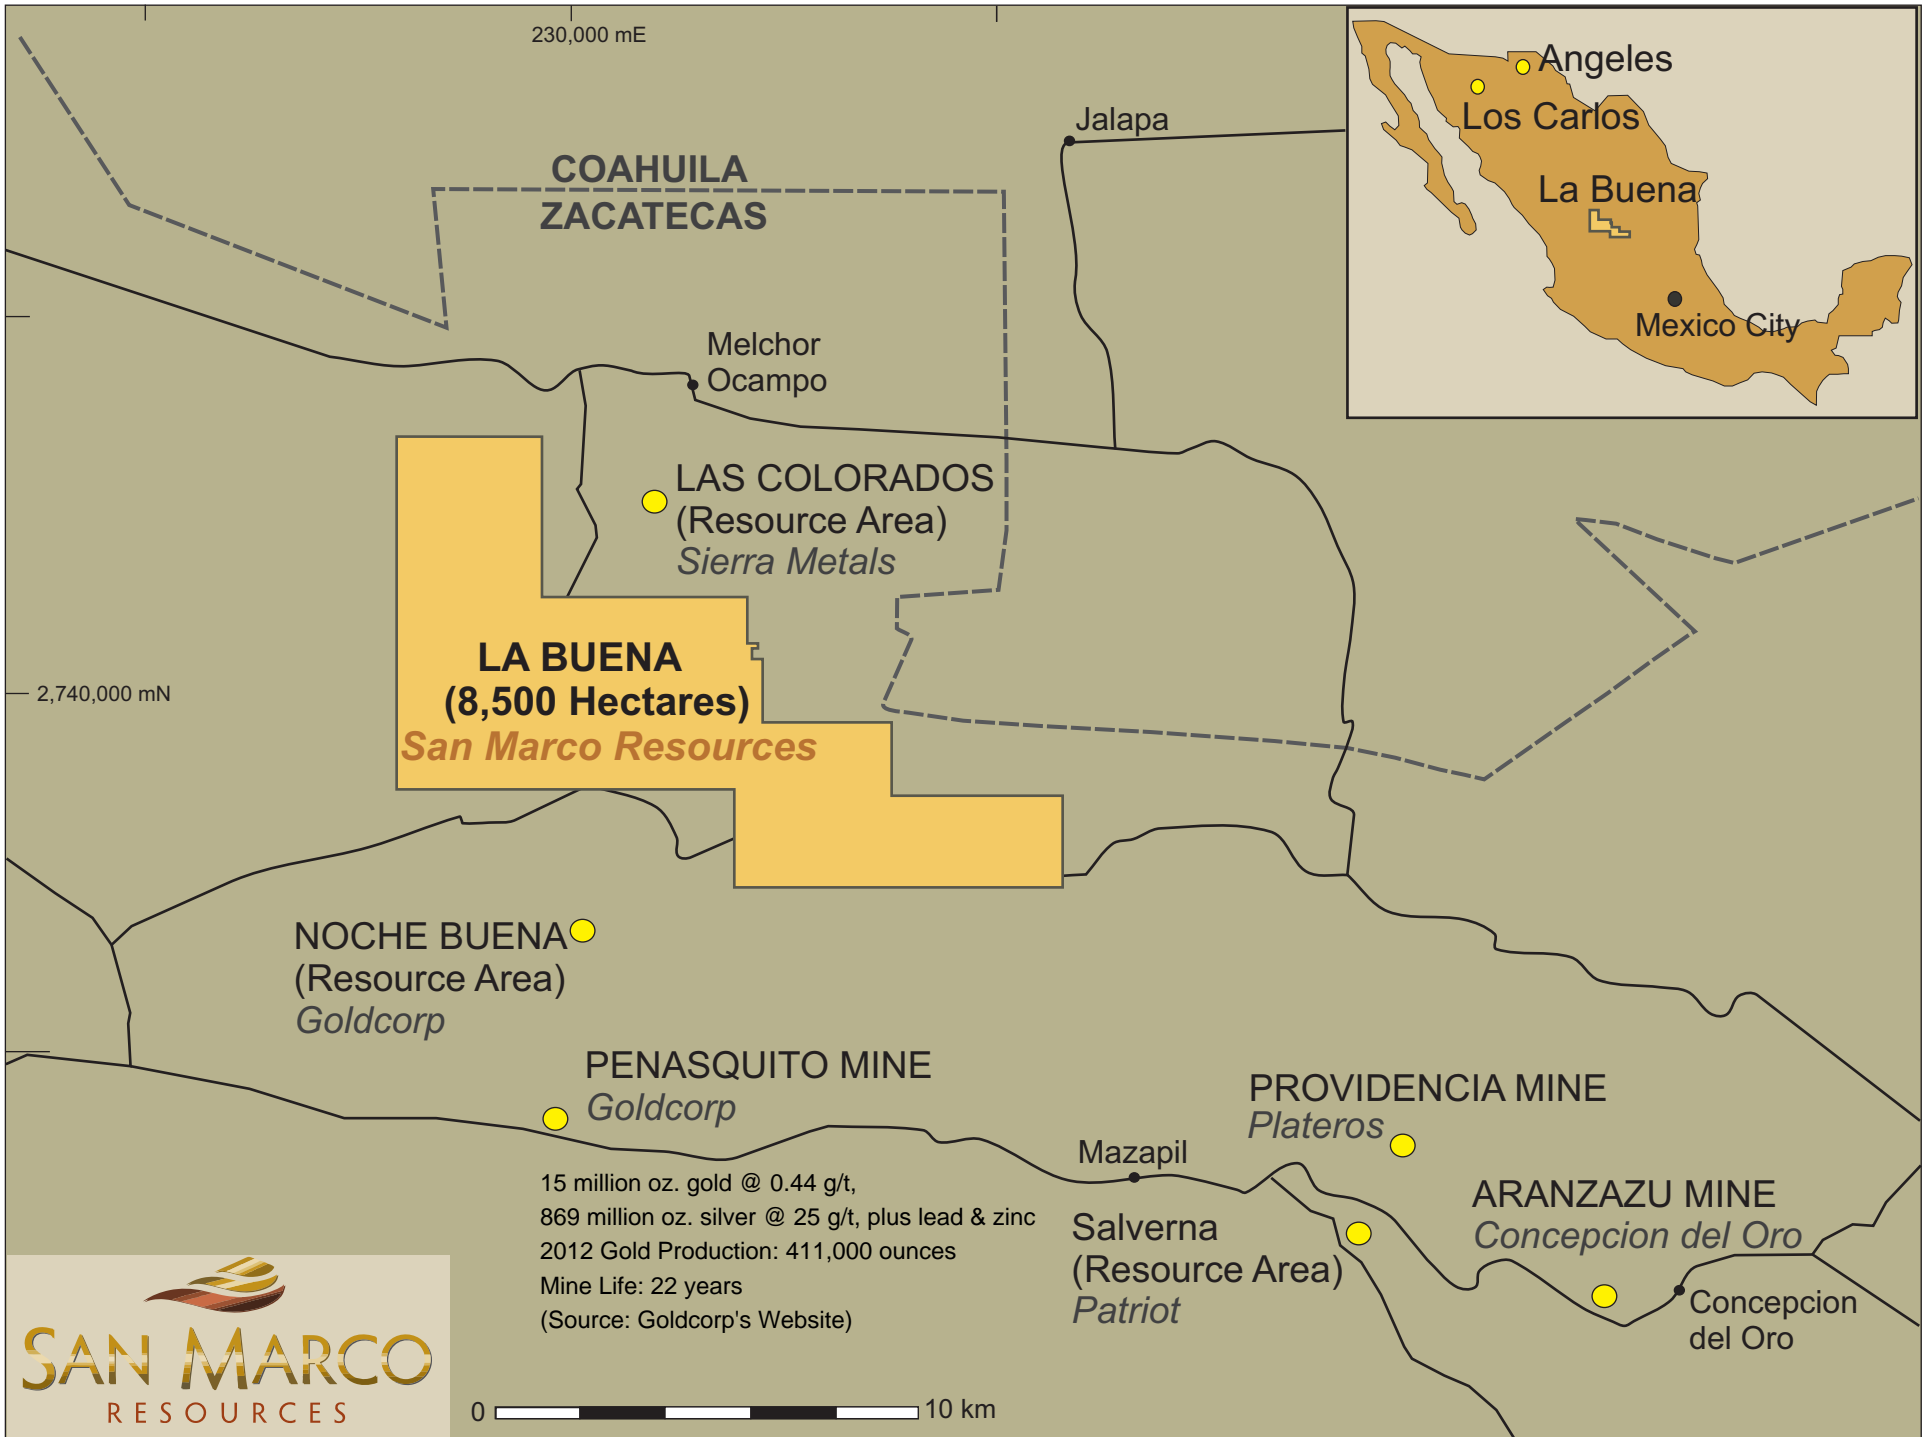 230,000 mE
Angeles
Los Carlos
La Buena
Mexico City
Jalapa
COAHUILA
ZACATECAS
Melchor
Ocampo
LAS COLORADOS
(Resource Area)
Sierra Metals
LA BUENA
(8,500 Hectares)
San Marco Resources
2,740,000 mN
NOCHE BUENA
(Resource Area)
Goldcorp
PENASQUITO MINE
Goldcorp
PROVIDENCIA MINE
Plateros
Mazapil
15 million oz. gold @ 0.44 g/t,
869 million oz. silver @ 25 g/t, plus lead & zinc
2012 Gold Production: 411,000 ounces
Mine Life: 22 years
(Source: Goldcorp's Website)
Salverna
(Resource Area)
Patriot
ARANZAZU MINE
Concepcion del Oro
Concepcion
del Oro
SAN MARCO
RESOURCES
0
10 km